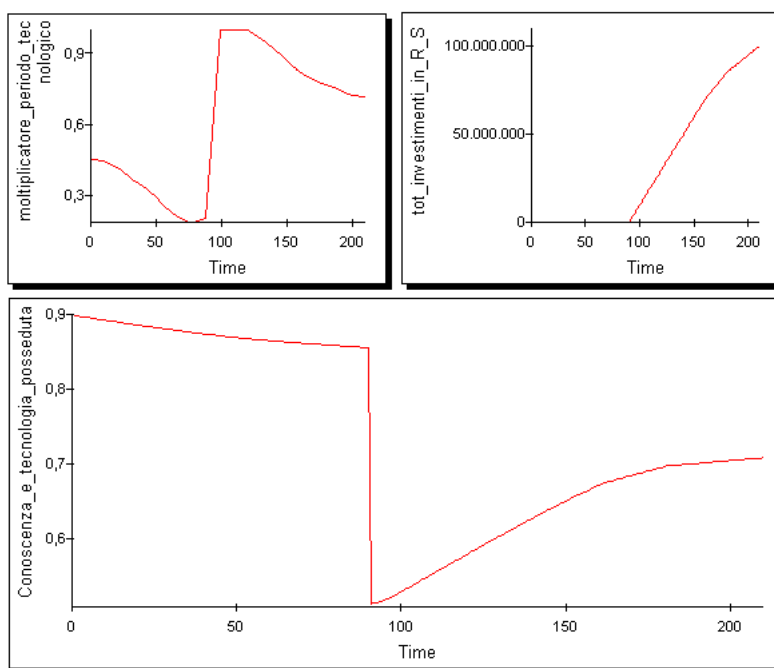 moltiplicatore_periodo_tec
nologico
0,9
0,6
0,3
0 50 100 150 200
Time
tot_investimenti_in_R_S
100.000.000
50.000.000
0
0 50 100 150 200
Time
Conoscenza_e_tecnologia_posseduta
0,9
0,8
0,7
0,6
0 50 100 150 200
Time